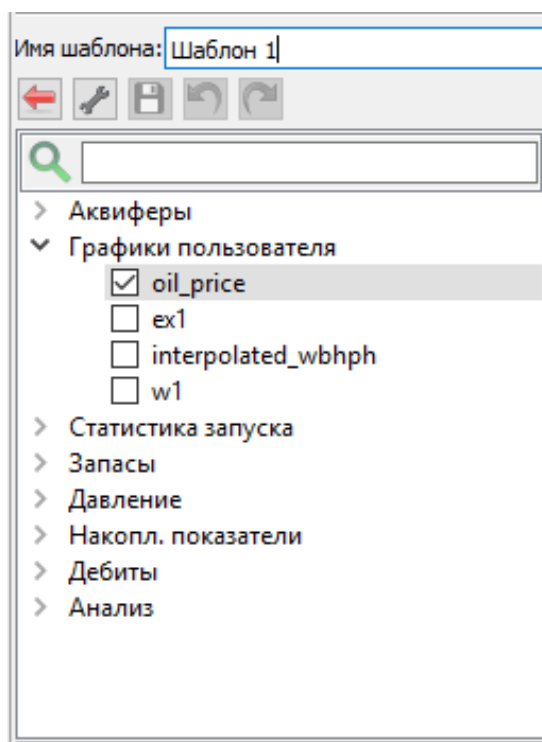 Имя шаблона: Шаблон 1
Аквиферы
Графики пользователя
oil_price
ex1
interpolated_wbhph
w1
Статистика запуска
Запасы
Давление
Накопл. показатели
Дебиты
Анализ